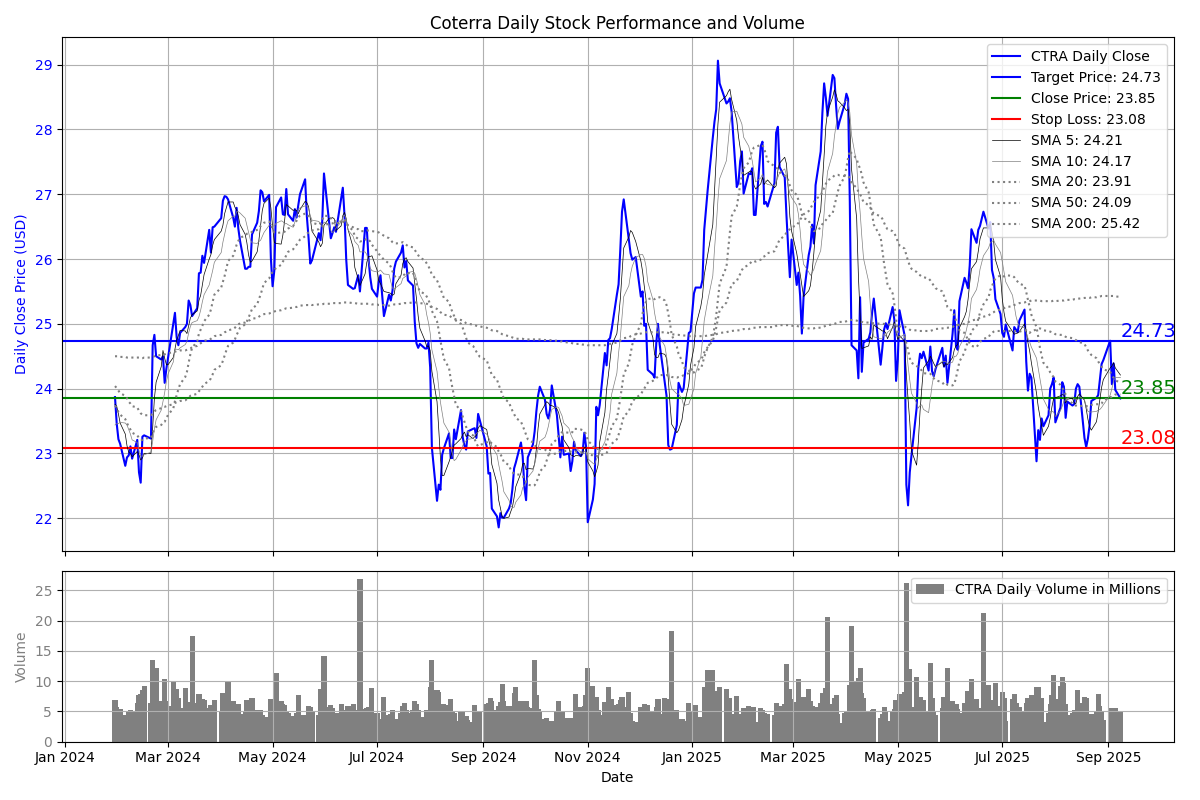 Coterra Daily Stock Performance and Volume
Daily Close Price (USD)
29
28
27
26
25
24
23
22
CTRA Daily Close
Target Price: 24.73
Close Price: 23.85
Stop Loss: 23.08
SMA 5: 24.21
SMA 10: 24.17
SMA 20: 23.91
SMA 50: 24.09
SMA 200: 25.42
24.73
23.85
23.08
Volume
25
20
15
10
5
0
CTRA Daily Volume in Millions
Jan 2024 Mar 2024 May 2024 Jul 2024 Sep 2024 Nov 2024 Jan 2025 Mar 2025 May 2025 Jul 2025 Sep 2025
Date